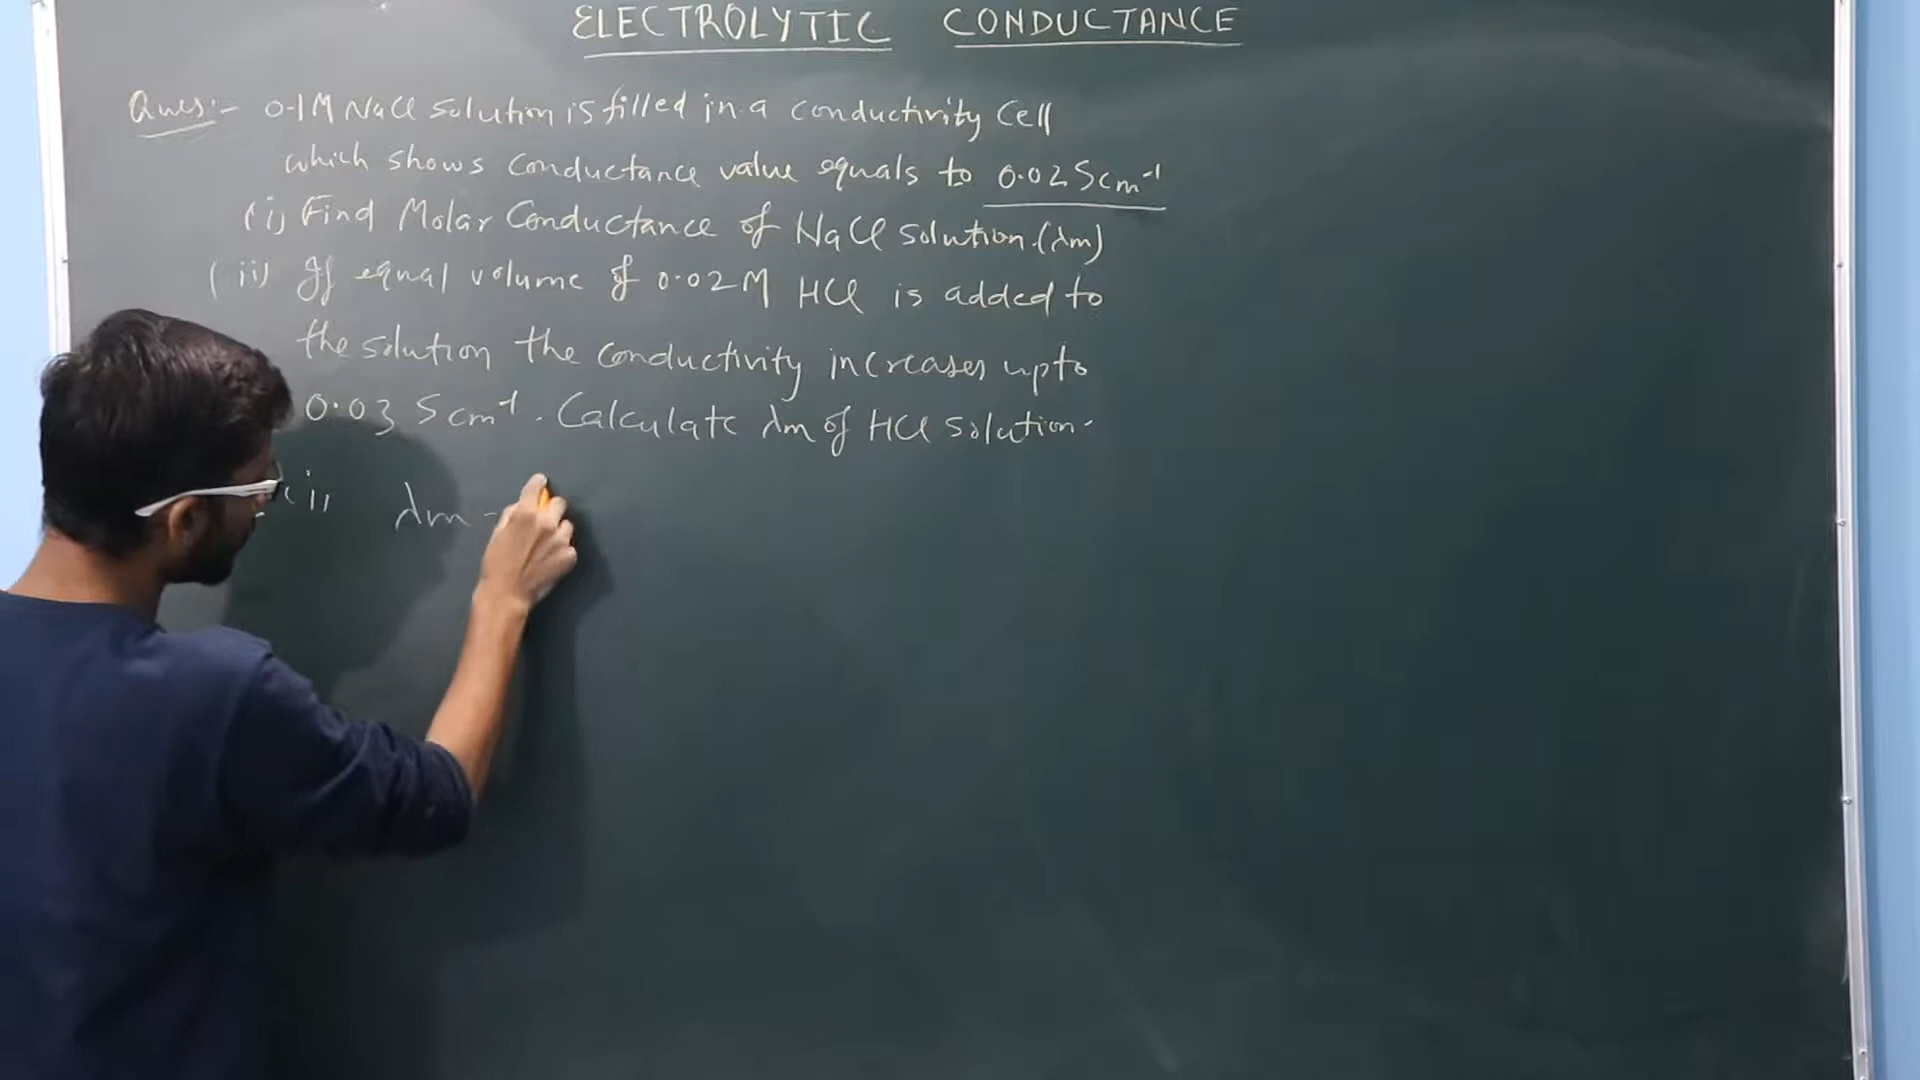 ELECTROLYTIC CONDUCTANCE
Ques:- 0.1M NaCl solution is filled in a conductivity Cell
which shows conductance value equals to 0.02 Scm⁻¹
(i) Find Molar Conductance of NaCl solution.(λm)
(ii) If equal volume of 0.02M HCl is added to
the solution the conductivity increases upto
0.03 S cm⁻¹. Calculate λm of HCl solution.
(i) λm =